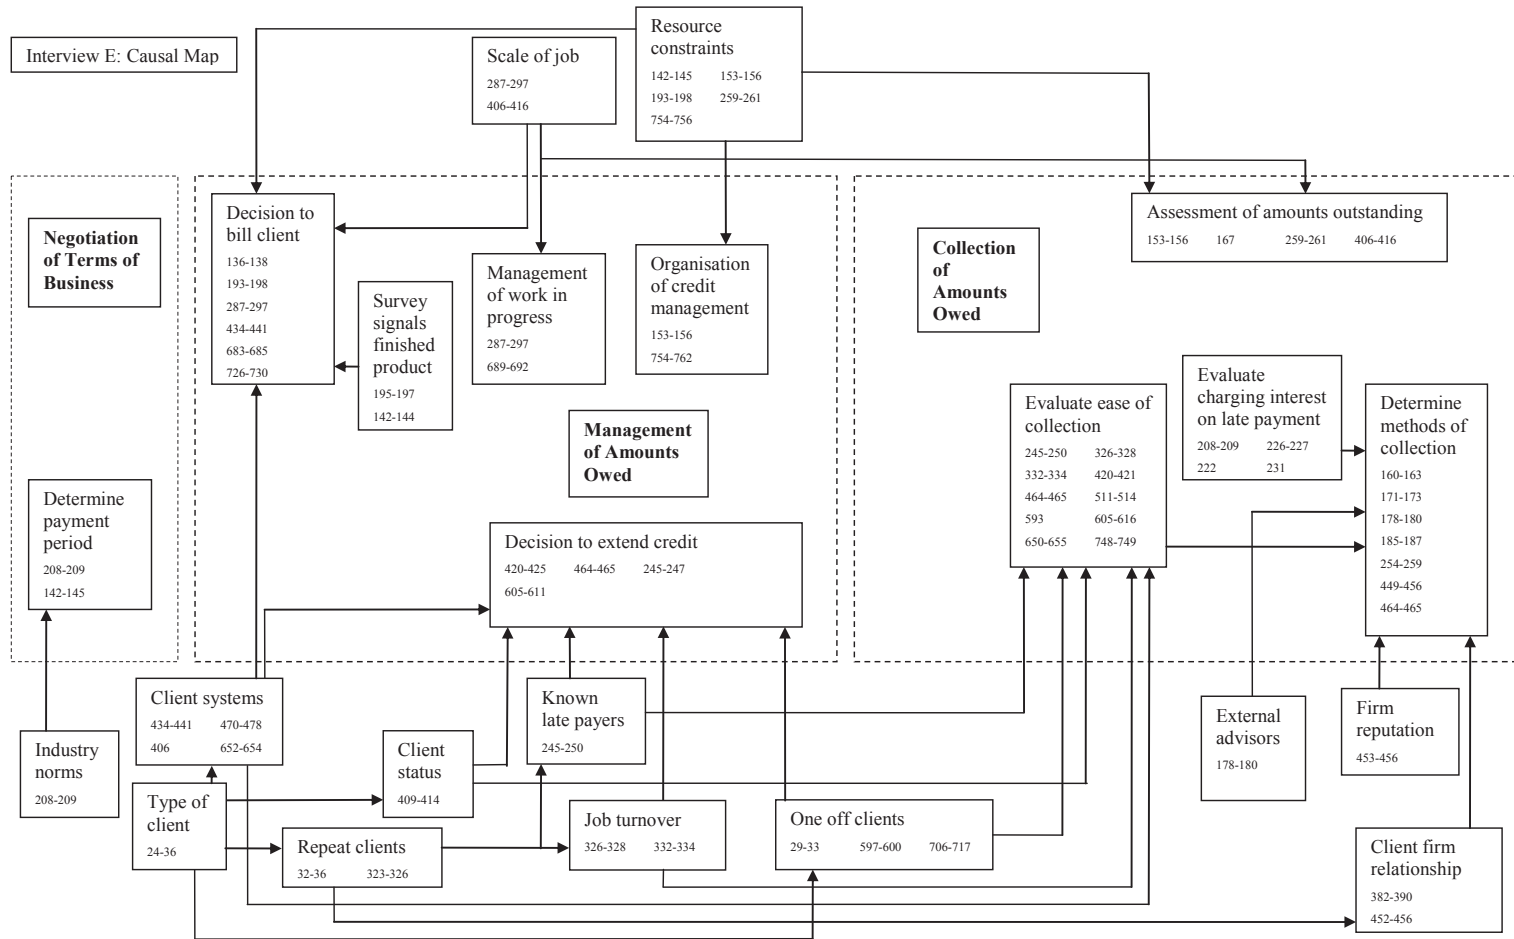 Interview E: Causal Map
Scale of job
287-297
406-416
Resource
constraints
142-145 153-156
193-198 259-261
754-756
Negotiation
of Terms of
Business
Decision to
bill client
136-138
193-198
287-297
434-441
683-685
726-730
Survey
signals
finished
product
195-197
142-144
Management
of work in
progress
287-297
689-692
Organisation
of credit
management
153-156
754-762
Management
of Amounts
Owed
Collection
of
Amounts
Owed
Assessment of amounts outstanding
153-156 167 259-261 406-416
Evaluate ease of
collection
245-250 326-328
332-334 420-421
464-465 511-514
593 605-616
650-655 748-749
Evaluate
charging interest
on late payment
208-209 226-227
222 231
Determine
methods of
collection
160-163
171-173
178-180
185-187
254-259
449-456
464-465
Determine
payment
period
208-209
142-145
Decision to extend credit
420-425 464-465 245-247
605-611
Industry
norms
208-209
Client systems
434-441 470-478
406 652-654
Type of
client
24-36
Client
status
409-414
Repeat clients
32-36 323-326
Known
late payers
245-250
Job turnover
326-328 332-334
One off clients
29-33 597-600 706-717
External
advisors
178-180
Firm
reputation
453-456
Client firm
relationship
382-390
452-456